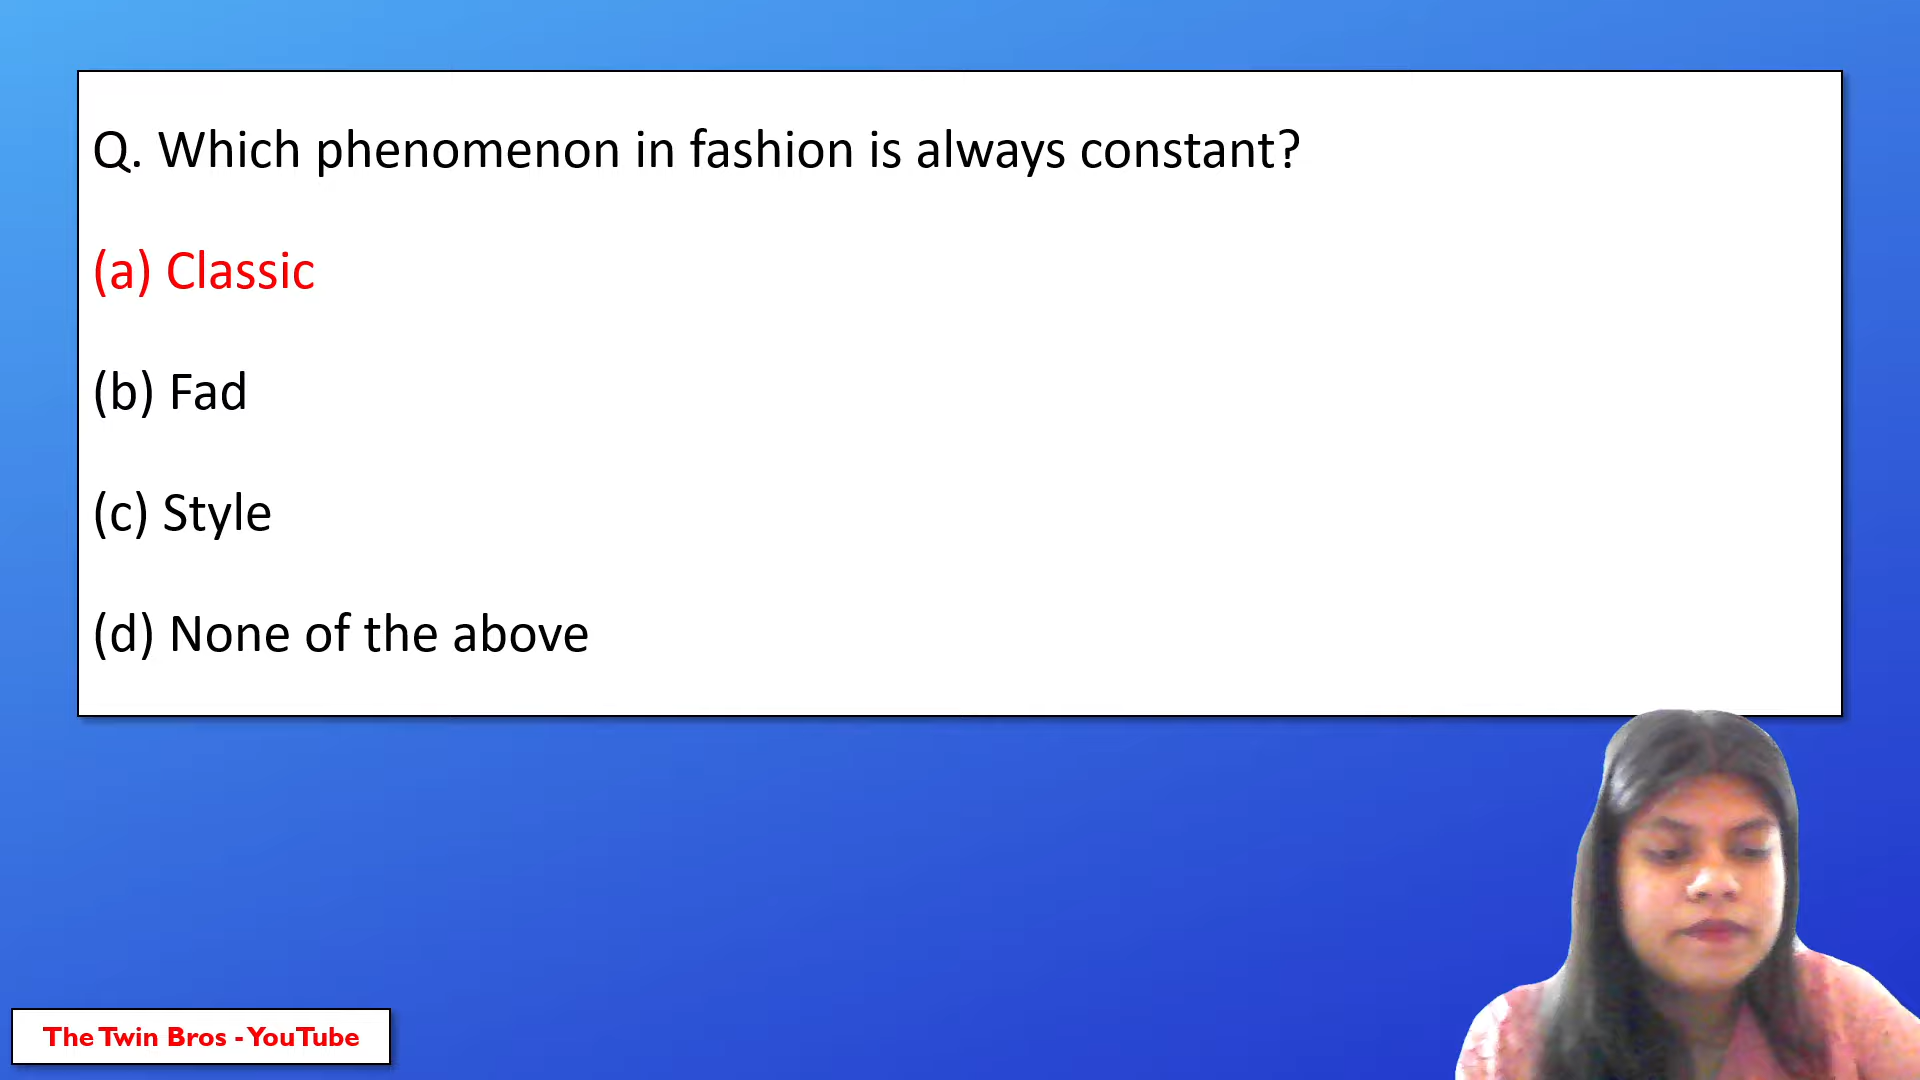 Q. Which phenomenon in fashion is always constant?
(a) Classic
(b) Fad
(c) Style
(d) None of the above
The Twin Bros - YouTube